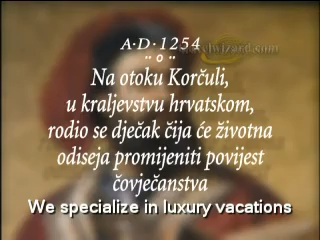 A·D·1254
Na otoku Korčuli,
u kraljevstvu hrvatskom,
rodio se dječak čija će životna
odiseja promijeniti povijest
čovječanstva
We specialize in luxury vacations